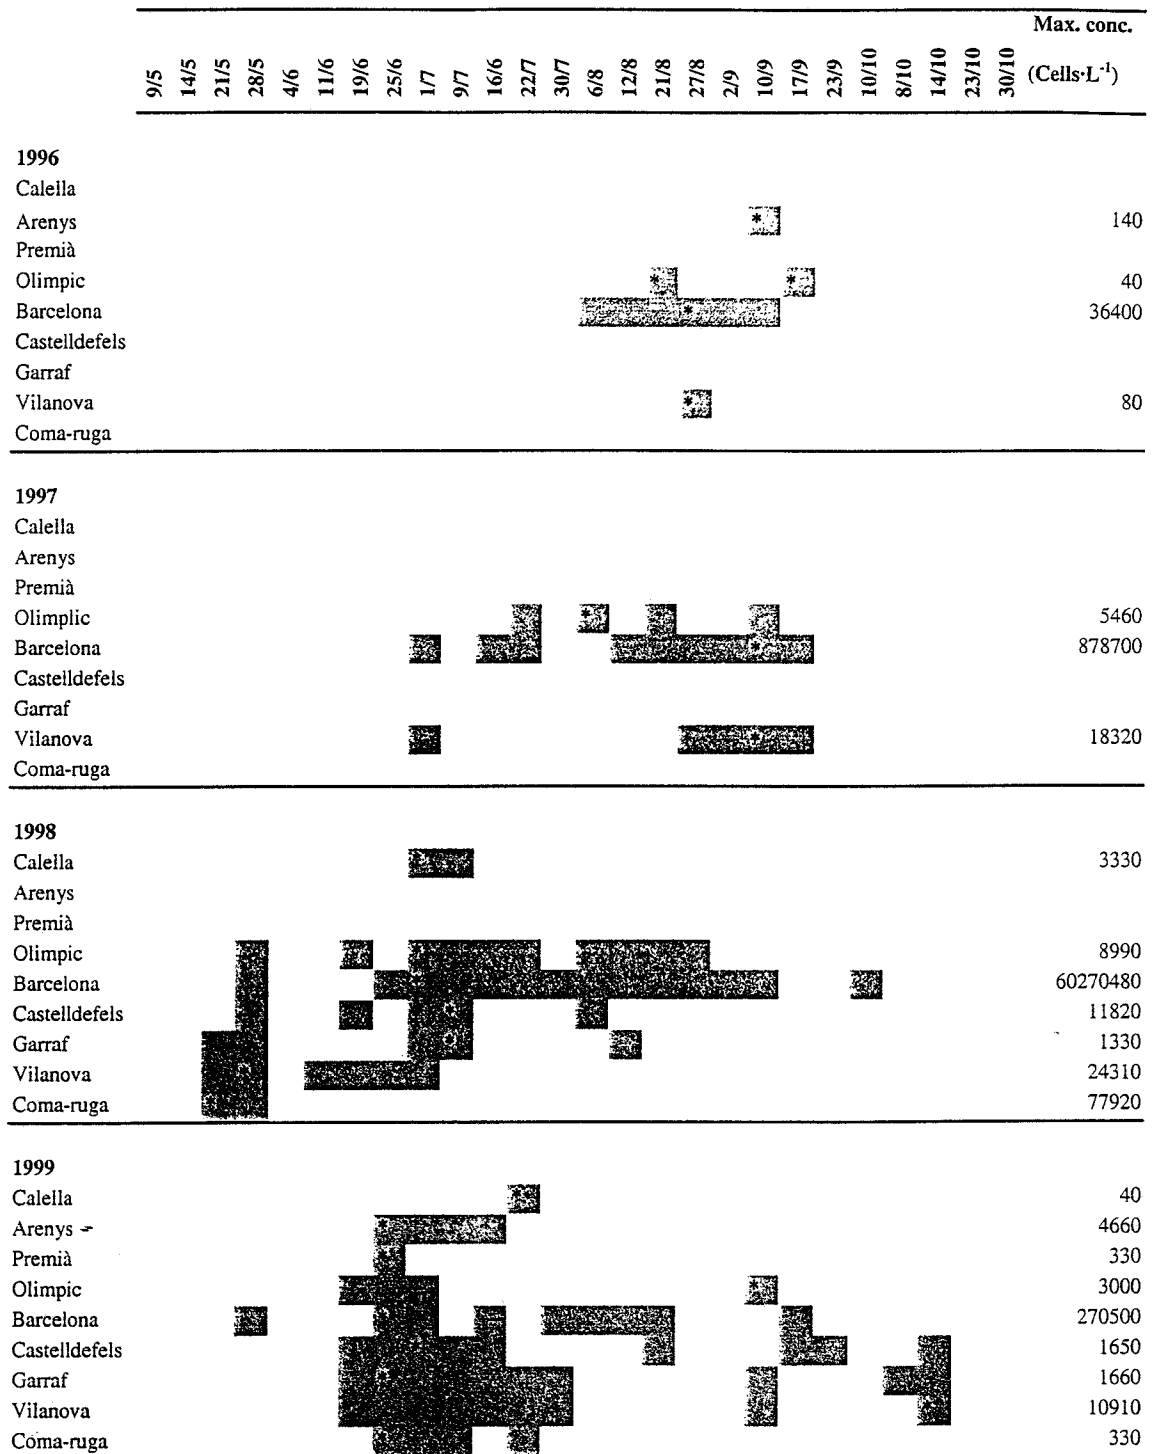 Max. conc.
9/5 14/5 21/5 28/5 4/6 11/6 19/6 25/6 1/7 9/7 16/6 22/7 30/7 6/8 12/8 21/8 27/8 2/9 10/9 17/9 23/9 10/10 8/10 14/10 23/10 30/10 (Cells·L⁻¹)
1996
Calella
Arenys * 140
Premià
Olimpic * * 40
Barcelona * 36400
Castelldefels
Garraf
Vilanova * 80
Coma-ruga
1997
Calella
Arenys
Premià
Olimplic * 5460
Barcelona * 878700
Castelldefels
Garraf
Vilanova * 18320
Coma-ruga
1998
Calella 3330
Arenys
Premià
Olimpic 8990
Barcelona 60270480
Castelldefels * 11820
Garraf * 1330
Vilanova 24310
Coma-ruga 77920
1999
Calella * 40
Arenys * 4660
Premià * 330
Olimpic * 3000
Barcelona 270500
Castelldefels 1650
Garraf * 1660
Vilanova * 10910
Coma-ruga * * 330